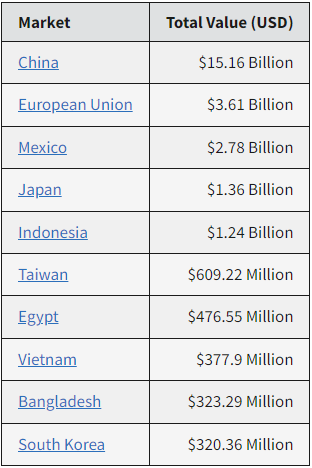 Market Total Value (USD)
China $15.16 Billion
European Union $3.61 Billion
Mexico $2.78 Billion
Japan $1.36 Billion
Indonesia $1.24 Billion
Taiwan $609.22 Million
Egypt $476.55 Million
Vietnam $377.9 Million
Bangladesh $323.29 Million
South Korea $320.36 Million